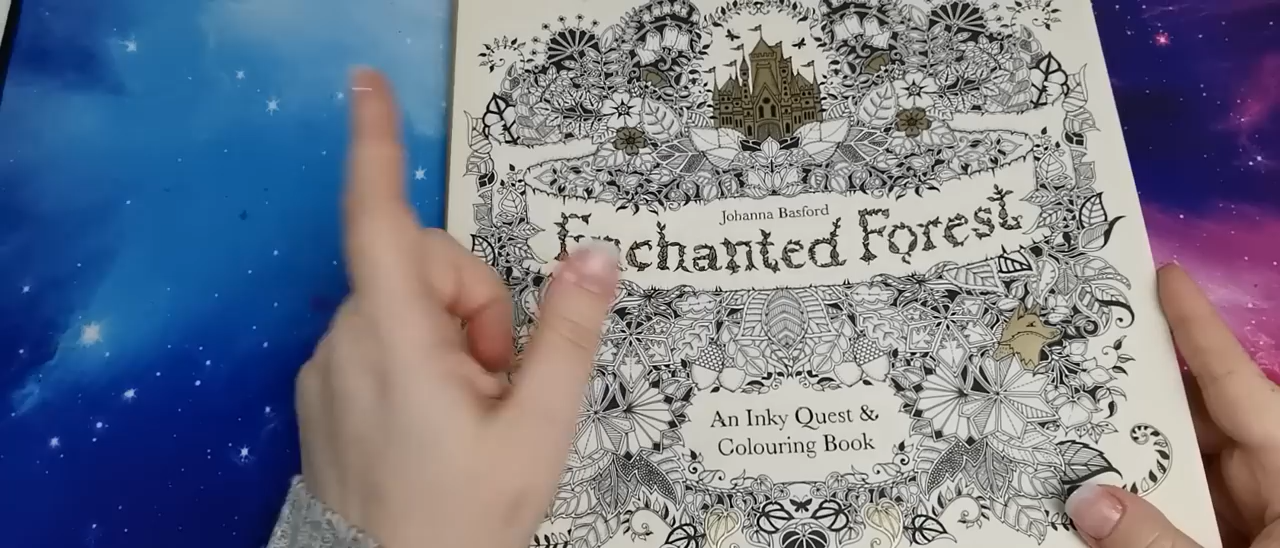 Johanna Basford
Enchanted Forest
An Inky Quest &
Colouring Book